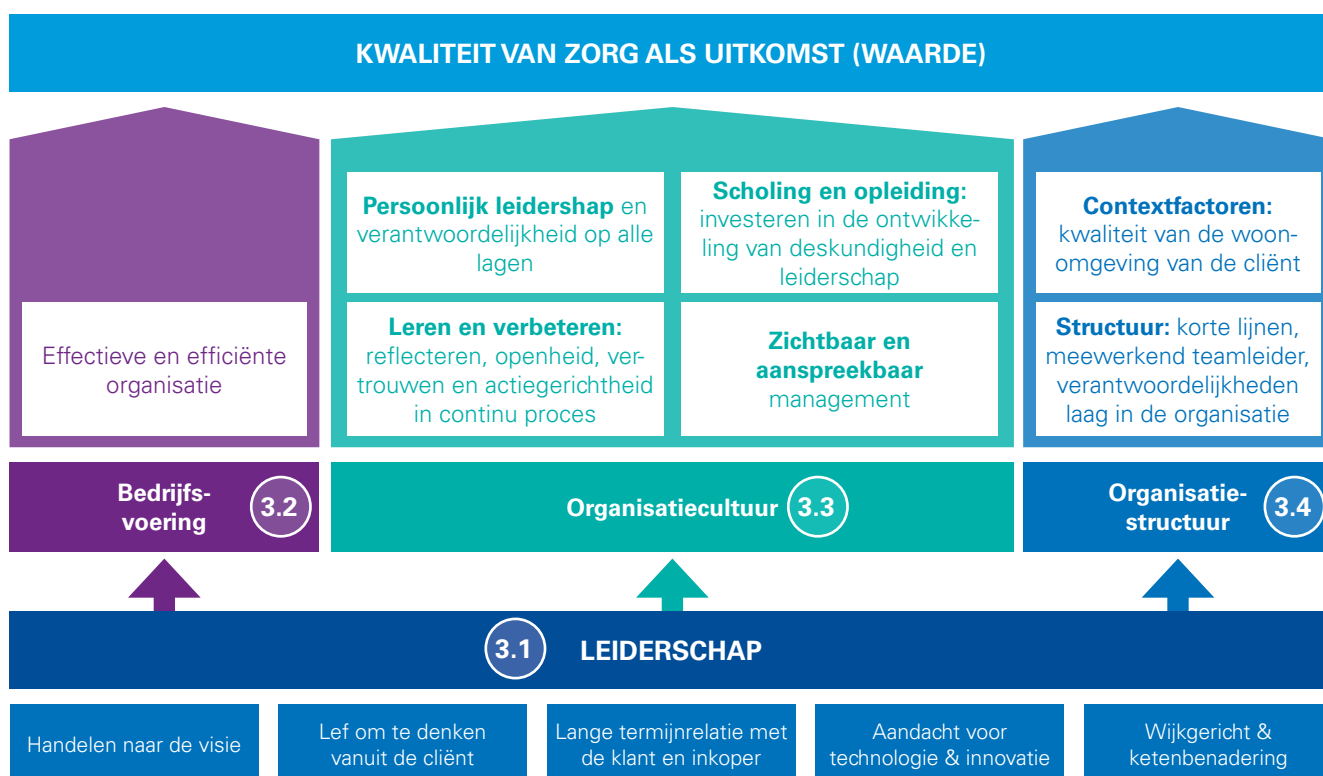 KWALITEIT VAN ZORG ALS UITKOMST (WAARDE)
Effectieve en efficiënte
organisatie
Persoonlijk leidershap en
verantwoordelijkheid op alle
lagen
Scholing en opleiding:
investeren in de ontwikke-
ling van deskundigheid en
leiderschap
Leren en verbeteren:
reflecteren, openheid, ver-
trouwen en actiegerichtheid
in continu proces
Zichtbaar en
aanspreekbaar
management
Contextfactoren:
kwaliteit van de woon-
omgeving van de cliënt
Structuur: korte lijnen,
meewerkend teamleider,
verantwoordelijkheden
laag in de organisatie
Bedrijfs-
voering
3.2
Organisatiecultuur 3.3
Organisatie-
structuur
3.4
3.1 LEIDERSCHAP
Handelen naar de visie
Lef om te denken
vanuit de cliënt
Lange termijnrelatie met
de klant en inkoper
Aandacht voor
technologie & innovatie
Wijkgericht &
ketenbenadering